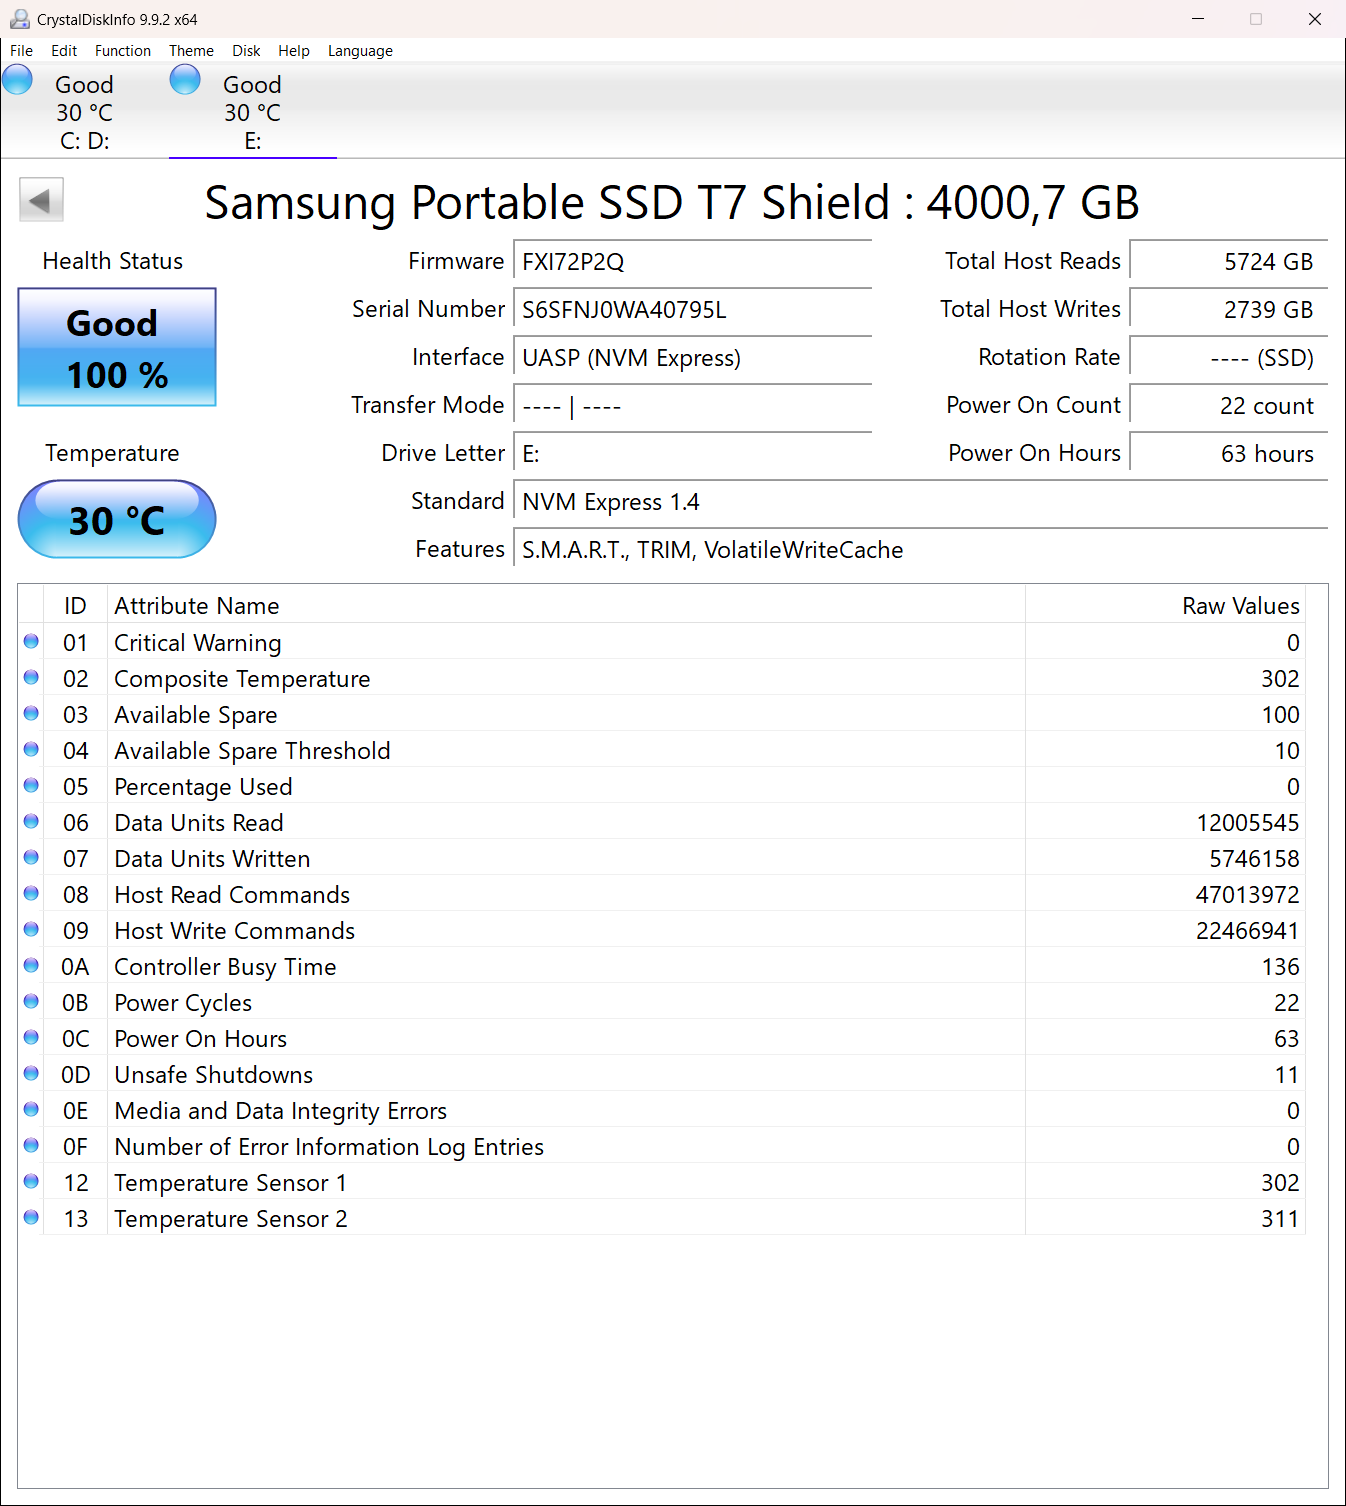 CrystalDiskInfo 9.9.2 x64
File Edit Function Theme Disk Help Language
Good Good
30 °C 30 °C
C: D: E:
Samsung Portable SSD T7 Shield : 4000,7 GB
Health Status Firmware FXI72P2Q Total Host Reads 5724 GB
Good Serial Number S6SFNJ0WA40795L Total Host Writes 2739 GB
100 % Interface UASP (NVM Express) Rotation Rate ---- (SSD)
Transfer Mode ---- | ---- Power On Count 22 count
Temperature Drive Letter E: Power On Hours 63 hours
30 °C Standard NVM Express 1.4
Features S.M.A.R.T., TRIM, VolatileWriteCache
ID Attribute Name Raw Values
01 Critical Warning 0
02 Composite Temperature 302
03 Available Spare 100
04 Available Spare Threshold 10
05 Percentage Used 0
06 Data Units Read 12005545
07 Data Units Written 5746158
08 Host Read Commands 47013972
09 Host Write Commands 22466941
0A Controller Busy Time 136
0B Power Cycles 22
0C Power On Hours 63
0D Unsafe Shutdowns 11
0E Media and Data Integrity Errors 0
0F Number of Error Information Log Entries 0
12 Temperature Sensor 1 302
13 Temperature Sensor 2 311